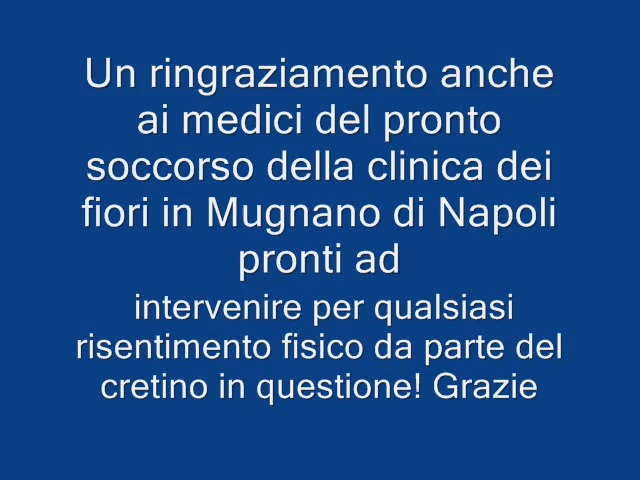 Un ringraziamento anche
ai medici del pronto
soccorso della clinica dei
fiori in Mugnano di Napoli
pronti ad
intervenire per qualsiasi
risentimento fisico da parte del
cretino in questione! Grazie